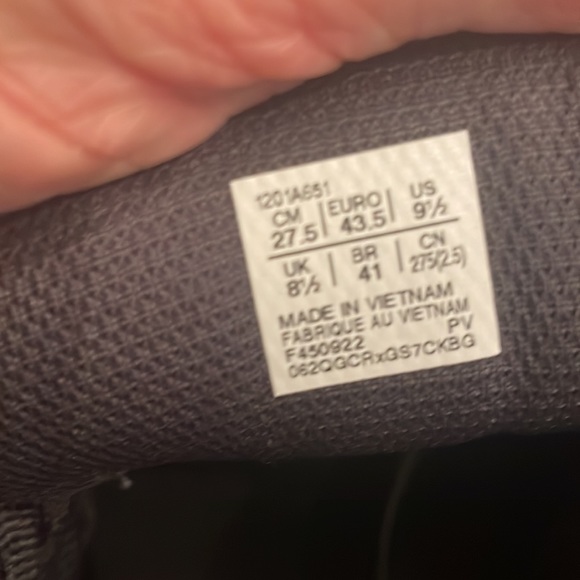 1201A651
CM | EURO | US
27.5 | 43.5 | 9½
UK | BR | CN
8½ | 41 | 275(2.5)
MADE IN VIETNAM
FABRIQUE AU VIETNAM
F450922 PV
062QGCRxGS7CKBG